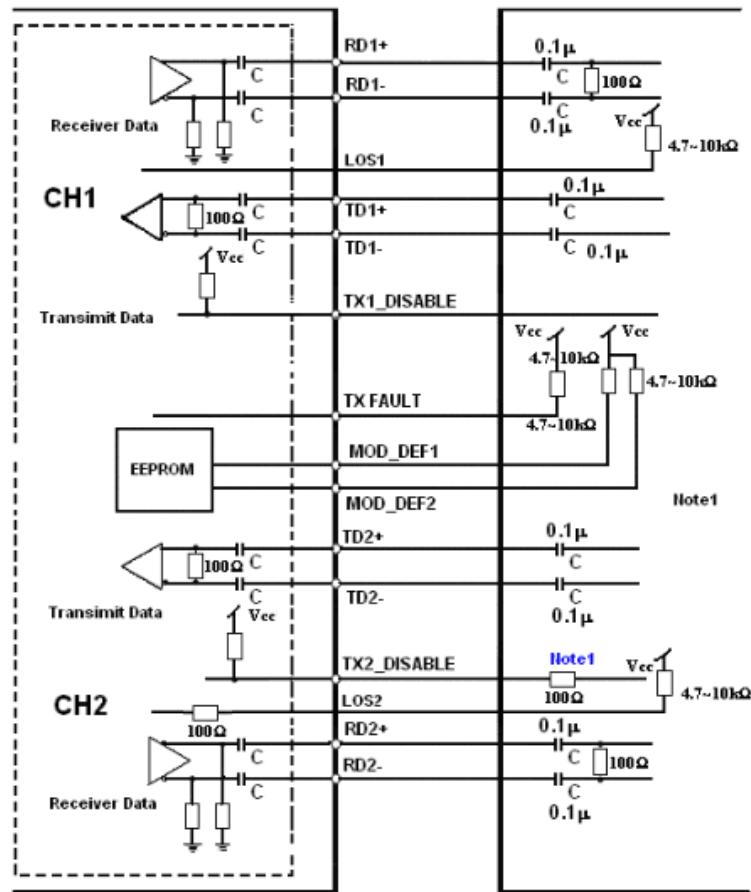 RD1+
0.1μ
C
C
100Ω
RD1-
C
C
Receiver Data
0.1μ
Vcc
4.7~10kΩ
LOS1
CH1
0.1μ
100Ω
C
TD1+
C
C
TD1-
C
0.1μ
Vcc
Transimit Data
TX1_DISABLE
Vcc
Vcc
4.7~10kΩ
4.7~10kΩ
TX FAULT
4.7~10kΩ
EEPROM
MOD_DEF1
MOD_DEF2
Note1
TD2+
0.1μ
100Ω
C
C
C
TD2-
C
Transimit Data
Vcc
0.1μ
TX2_DISABLE
Note1
Vcc
100Ω
4.7~10kΩ
CH2
LOS2
100Ω
RD2+
0.1μ
C
C
100Ω
RD2-
C
C
Receiver Data
0.1μ